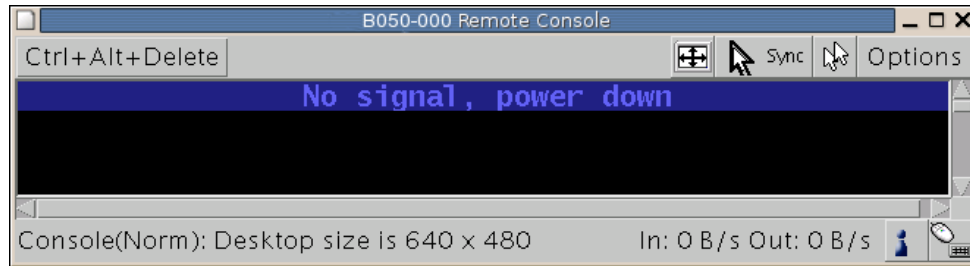 B050-000 Remote Console
Ctrl+Alt+Delete Sync Options
No signal, power down
Console(Norm): Desktop size is 640 x 480 In: 0 B/s Out: 0 B/s